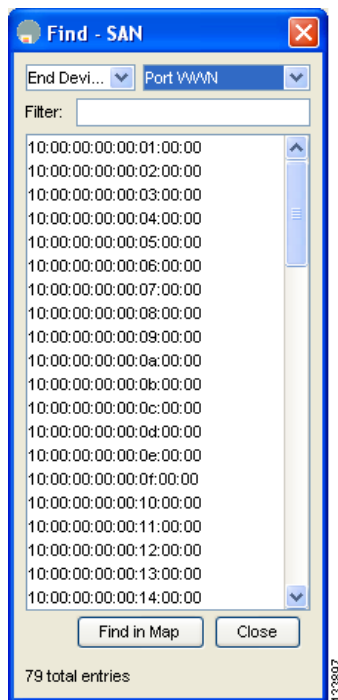 Find - SAN
End Devi... Port WWN
Filter:
10:00:00:00:00:01:00:00
10:00:00:00:00:02:00:00
10:00:00:00:00:03:00:00
10:00:00:00:00:04:00:00
10:00:00:00:00:05:00:00
10:00:00:00:00:06:00:00
10:00:00:00:00:07:00:00
10:00:00:00:00:08:00:00
10:00:00:00:00:09:00:00
10:00:00:00:00:0a:00:00
10:00:00:00:00:0b:00:00
10:00:00:00:00:0c:00:00
10:00:00:00:00:0d:00:00
10:00:00:00:00:0e:00:00
10:00:00:00:00:0f:00:00
10:00:00:00:00:10:00:00
10:00:00:00:00:11:00:00
10:00:00:00:00:12:00:00
10:00:00:00:00:13:00:00
10:00:00:00:00:14:00:00
Find in Map Close
79 total entries
132897